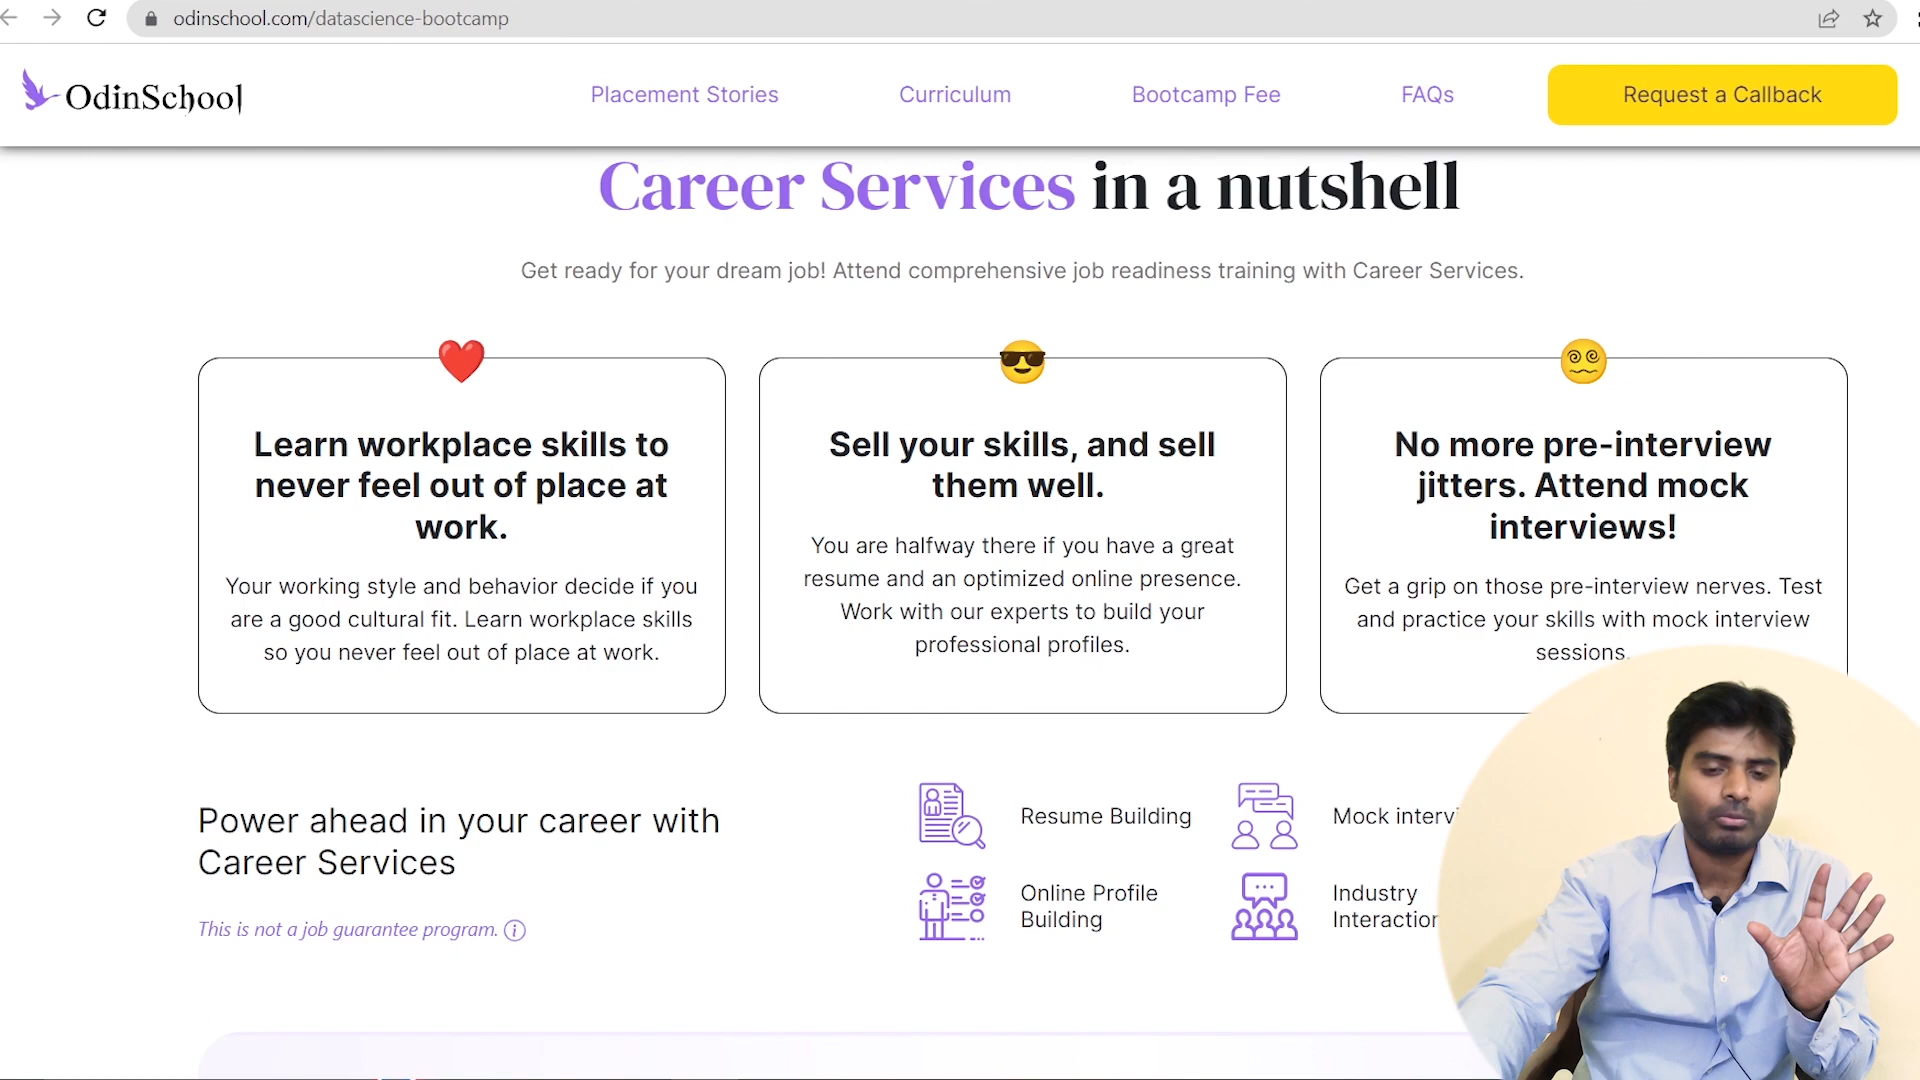 odinschool.com/datascience-bootcamp
OdinSchool
Placement Stories
Curriculum
Bootcamp Fee
FAQs
Request a Callback
Career Services in a nutshell
Get ready for your dream job! Attend comprehensive job readiness training with Career Services.
Learn workplace skills to
never feel out of place at
work.
Your working style and behavior decide if you
are a good cultural fit. Learn workplace skills
so you never feel out of place at work.
Sell your skills, and sell
them well.
You are halfway there if you have a great
resume and an optimized online presence.
Work with our experts to build your
professional profiles.
No more pre-interview
jitters. Attend mock
interviews!
Get a grip on those pre-interview nerves. Test
and practice your skills with mock interview
sessions.
Power ahead in your career with
Career Services
This is not a job guarantee program.
Resume Building
Mock
Online Profile
Building
Industry